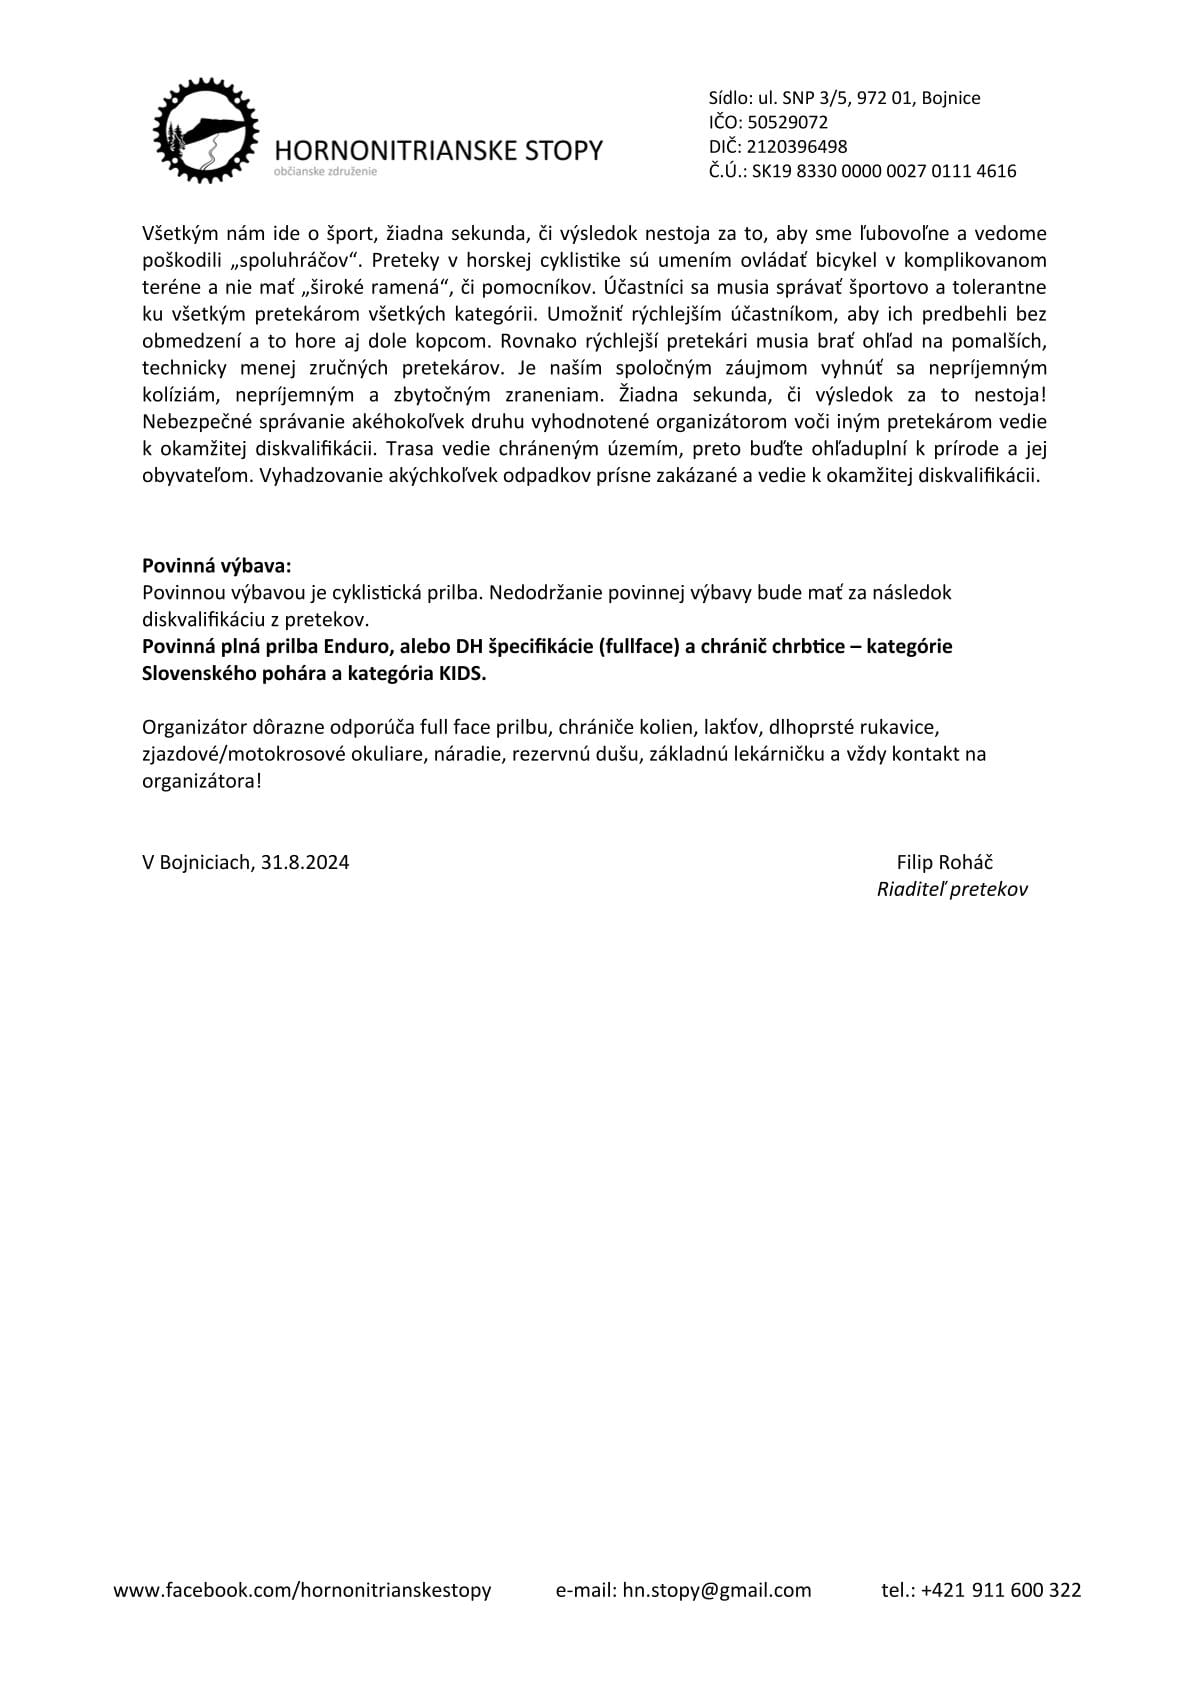 HORNONITRIANSKE STOPY
občianske združenie
Sídlo: ul. SNP 3/5, 972 01, Bojnice
IČO: 50529072
DIČ: 2120396498
Č.Ú.: SK19 8330 0000 0027 0111 4616
Všetkým nám ide o šport, žiadna sekunda, či výsledok nestoja za to, aby sme ľubovoľne a vedome
poškodili „spoluhráčov“. Preteky v horskej cyklistike sú umením ovládať bicykel v komplikovanom
teréne a nie mať „široké ramená“, či pomocníkov. Účastníci sa musia správať športovo a tolerantne
ku všetkým pretekárom všetkých kategórii. Umožniť rýchlejším účastníkom, aby ich predbehli bez
obmedzení a to hore aj dole kopcom. Rovnako rýchlejší pretekári musia brať ohľad na pomalších,
technicky menej zručných pretekárov. Je naším spoločným záujmom vyhnúť sa nepríjemným
kolíziám, nepríjemným a zbytočným zraneniam. Žiadna sekunda, či výsledok za to nestoja!
Nebezpečné správanie akéhokoľvek druhu vyhodnotené organizátorom voči iným pretekárom vedie
k okamžitej diskvalifikácii. Trasa vedie chráneným územím, preto buďte ohľaduplní k prírode a jej
obyvateľom. Vyhadzovanie akýchkoľvek odpadkov prísne zakázané a vedie k okamžitej diskvalifikácii.
Povinná výbava:
Povinnou výbavou je cyklistická prilba. Nedodržanie povinnej výbavy bude mať za následok
diskvalifikáciu z pretekov.
Povinná plná prilba Enduro, alebo DH špecifikácie (fullface) a chránič chrbtice – kategórie
Slovenského pohára a kategória KIDS.
Organizátor dôrazne odporúča full face prilbu, chrániče kolien, lakťov, dlhoprsté rukavice,
zjazdové/motokrosové okuliare, náradie, rezervnú dušu, základnú lekárničku a vždy kontakt na
organizátora!
V Bojniciach, 31.8.2024 Filip Roháč
Riaditeľ pretekov
www.facebook.com/hornonitrianskestopy e-mail: hn.stopy@gmail.com tel.: +421 911 600 322